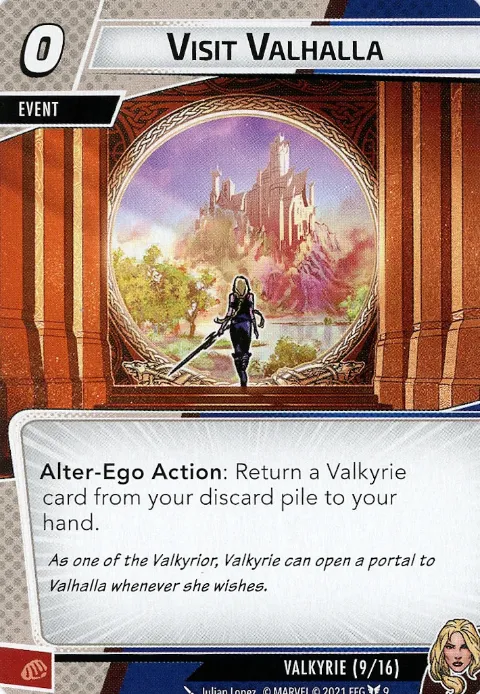 0
VISIT VALHALLA
EVENT
Alter-Ego Action: Return a Valkyrie
card from your discard pile to your
hand.
As one of the Valkyrior, Valkyrie can open a portal to
Valhalla whenever she wishes.
VALKYRIE (9/16)
Julian Lopez © MARVEL © 2021 FFG 9